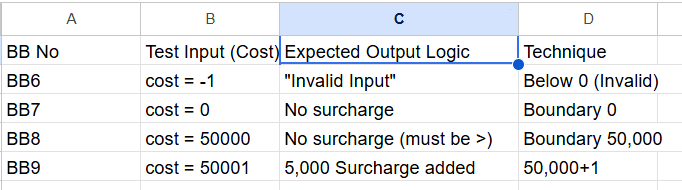 A B C D
BB No Test Input (Cost) Expected Output Logic Technique
BB6 cost = -1 "Invalid Input" Below 0 (Invalid)
BB7 cost = 0 No surcharge Boundary 0
BB8 cost = 50000 No surcharge (must be >) Boundary 50,000
BB9 cost = 50001 5,000 Surcharge added 50,000+1